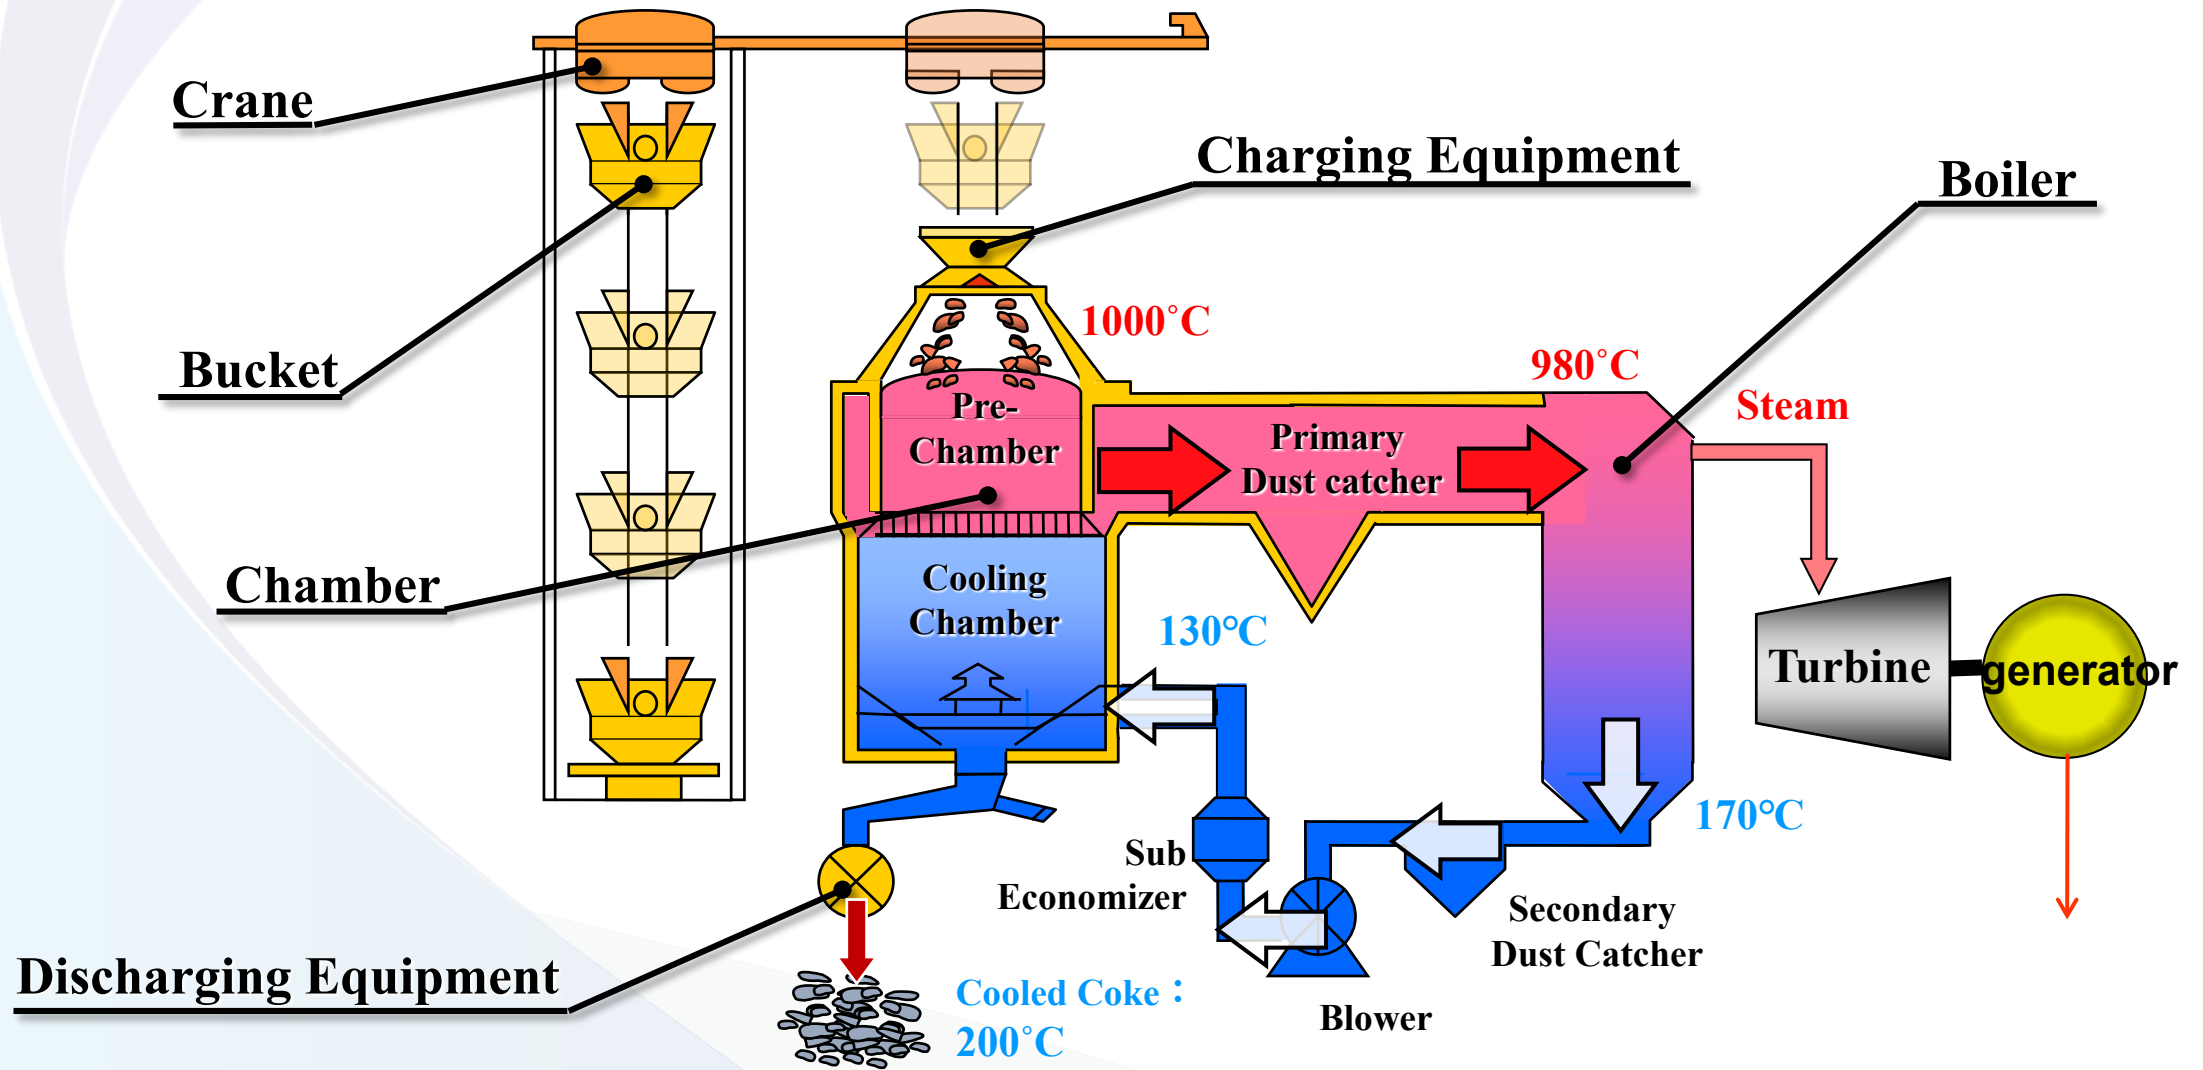 Crane
Charging Equipment
Boiler
1000˚C
980˚C
Steam
Bucket
Pre-
Chamber
Primary
Dust catcher
Chamber
Cooling
Chamber
130℃
Turbine
generator
170℃
Sub
Economizer
Secondary
Dust Catcher
Discharging Equipment
Cooled Coke：
200˚C
Blower